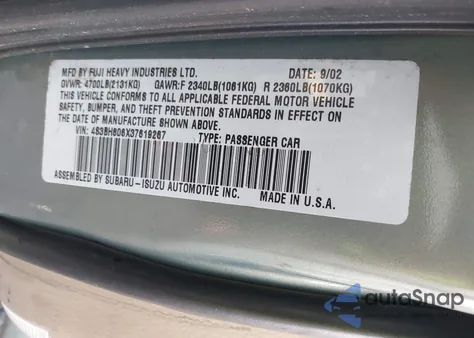 MFD BY FUJI HEAVY INDUSTRIES LTD. DATE: 9/02
GVWR: 4700LB(2131KG) GAWR:F 2340LB(1061KG) R 2360LB(1070KG)
THIS VEHICLE CONFORMS TO ALL APPLICABLE FEDERAL MOTOR VEHICLE
SAFETY, BUMPER, AND THEFT PREVENTION STANDARDS IN EFFECT ON
THE DATE OF MANUFACTURE SHOWN ABOVE.
VIN: 4S3BH806X37619267 TYPE: PASSENGER CAR
ASSEMBLED BY SUBARU-ISUZU AUTOMOTIVE INC. MADE IN U.S.A.
autoSnap